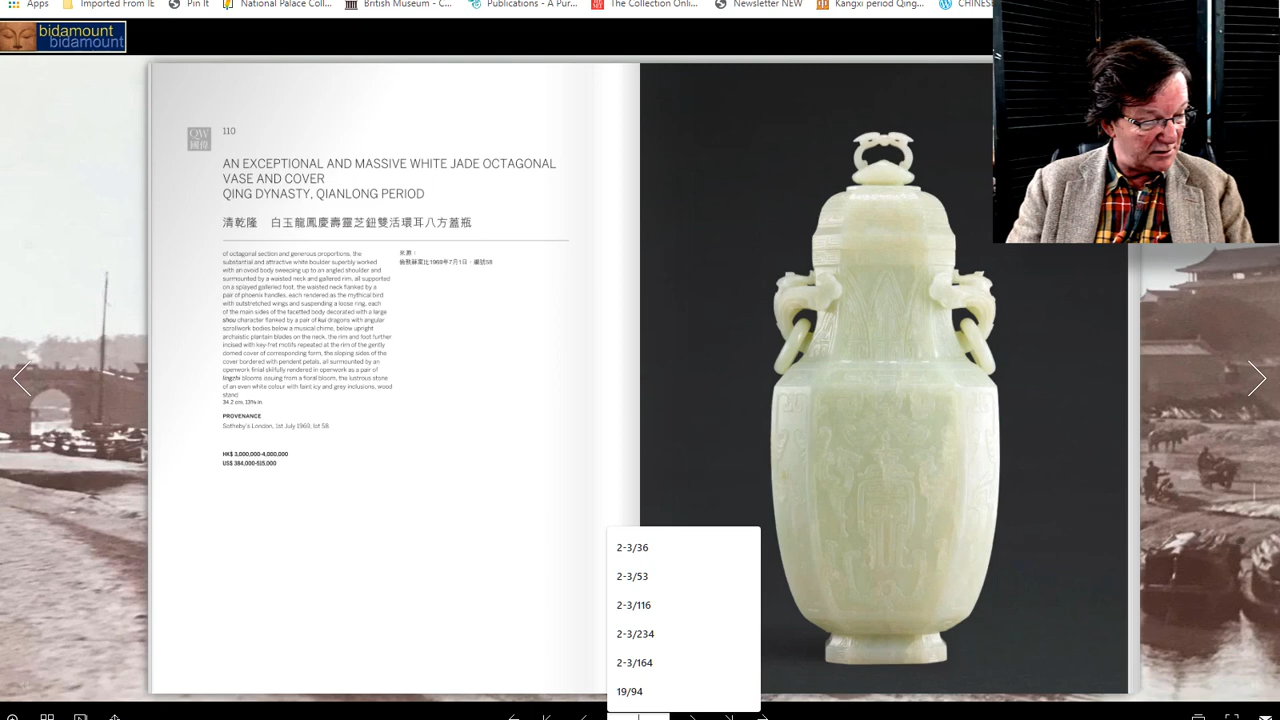 Apps
Imported From IE
Pin It
National Palace Coll...
British Museum - C...
Publications - A Pur...
The Collection Onli...
Newsletter NEW
Kangxi period Qing...
CHINESE
bidamount
bidamount
QW
國偉
110
AN EXCEPTIONAL AND MASSIVE WHITE JADE OCTAGONAL
VASE AND COVER
QING DYNASTY, QIANLONG PERIOD
清乾隆 白玉龍鳳慶壽靈芝鈕雙活環耳八方蓋瓶
of octagonal section and generous proportions, the
substantial and attractive white boulder superbly worked
with an ovoid body sweeping up to an angled shoulder and
surmounted by a waisted neck and galleried rim, all supported
on a splayed galleried foot, the waisted neck flanked by a
pair of phoenix handles, each rendered as the mythical bird
with outstretched wings and suspending a loose ring, each
of the main sides of the facetted body decorated with a large
shou character flanked by a pair of kui dragons with angular
scrollwork bodies below a musical chime, below upright
archaistic plantain blades on the neck, the rim and foot further
incised with key-fret motifs repeated at the rim of the gently
domed cover of corresponding form, the sloping sides of the
cover bordered with pendent petals, all surmounted by an
openwork finial skilfully rendered in openwork as a pair of
lingzhi blooms issuing from a floral bloom, the lustrous stone
of an even white colour with faint icy and grey inclusions, wood
stand
34.2 cm, 13⅜ in.
PROVENANCE
Sotheby's London, 1st July 1969, lot 58.
HK$ 3,000,000-4,000,000
US$ 384,000-515,000
來源：
倫敦蘇富比1969年7月1日，編號58
2-3/36
2-3/53
2-3/116
2-3/234
2-3/164
19/94